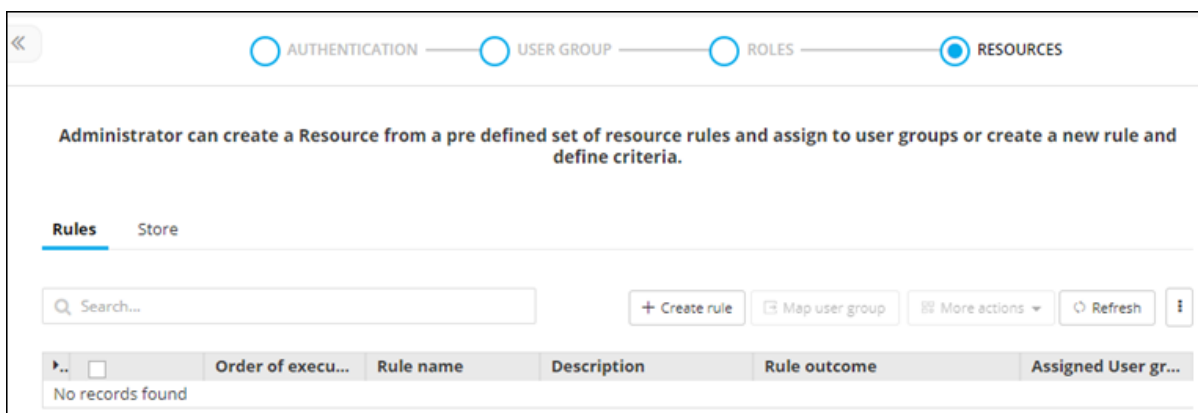 AUTHENTICATION USER GROUP ROLES RESOURCES
Administrator can create a Resource from a pre defined set of resource rules and assign to user groups or create a new rule and
define criteria.
Rules Store
Search... + Create rule Map user group More actions Refresh
Order of execu... Rule name Description Rule outcome Assigned User gr...
No records found